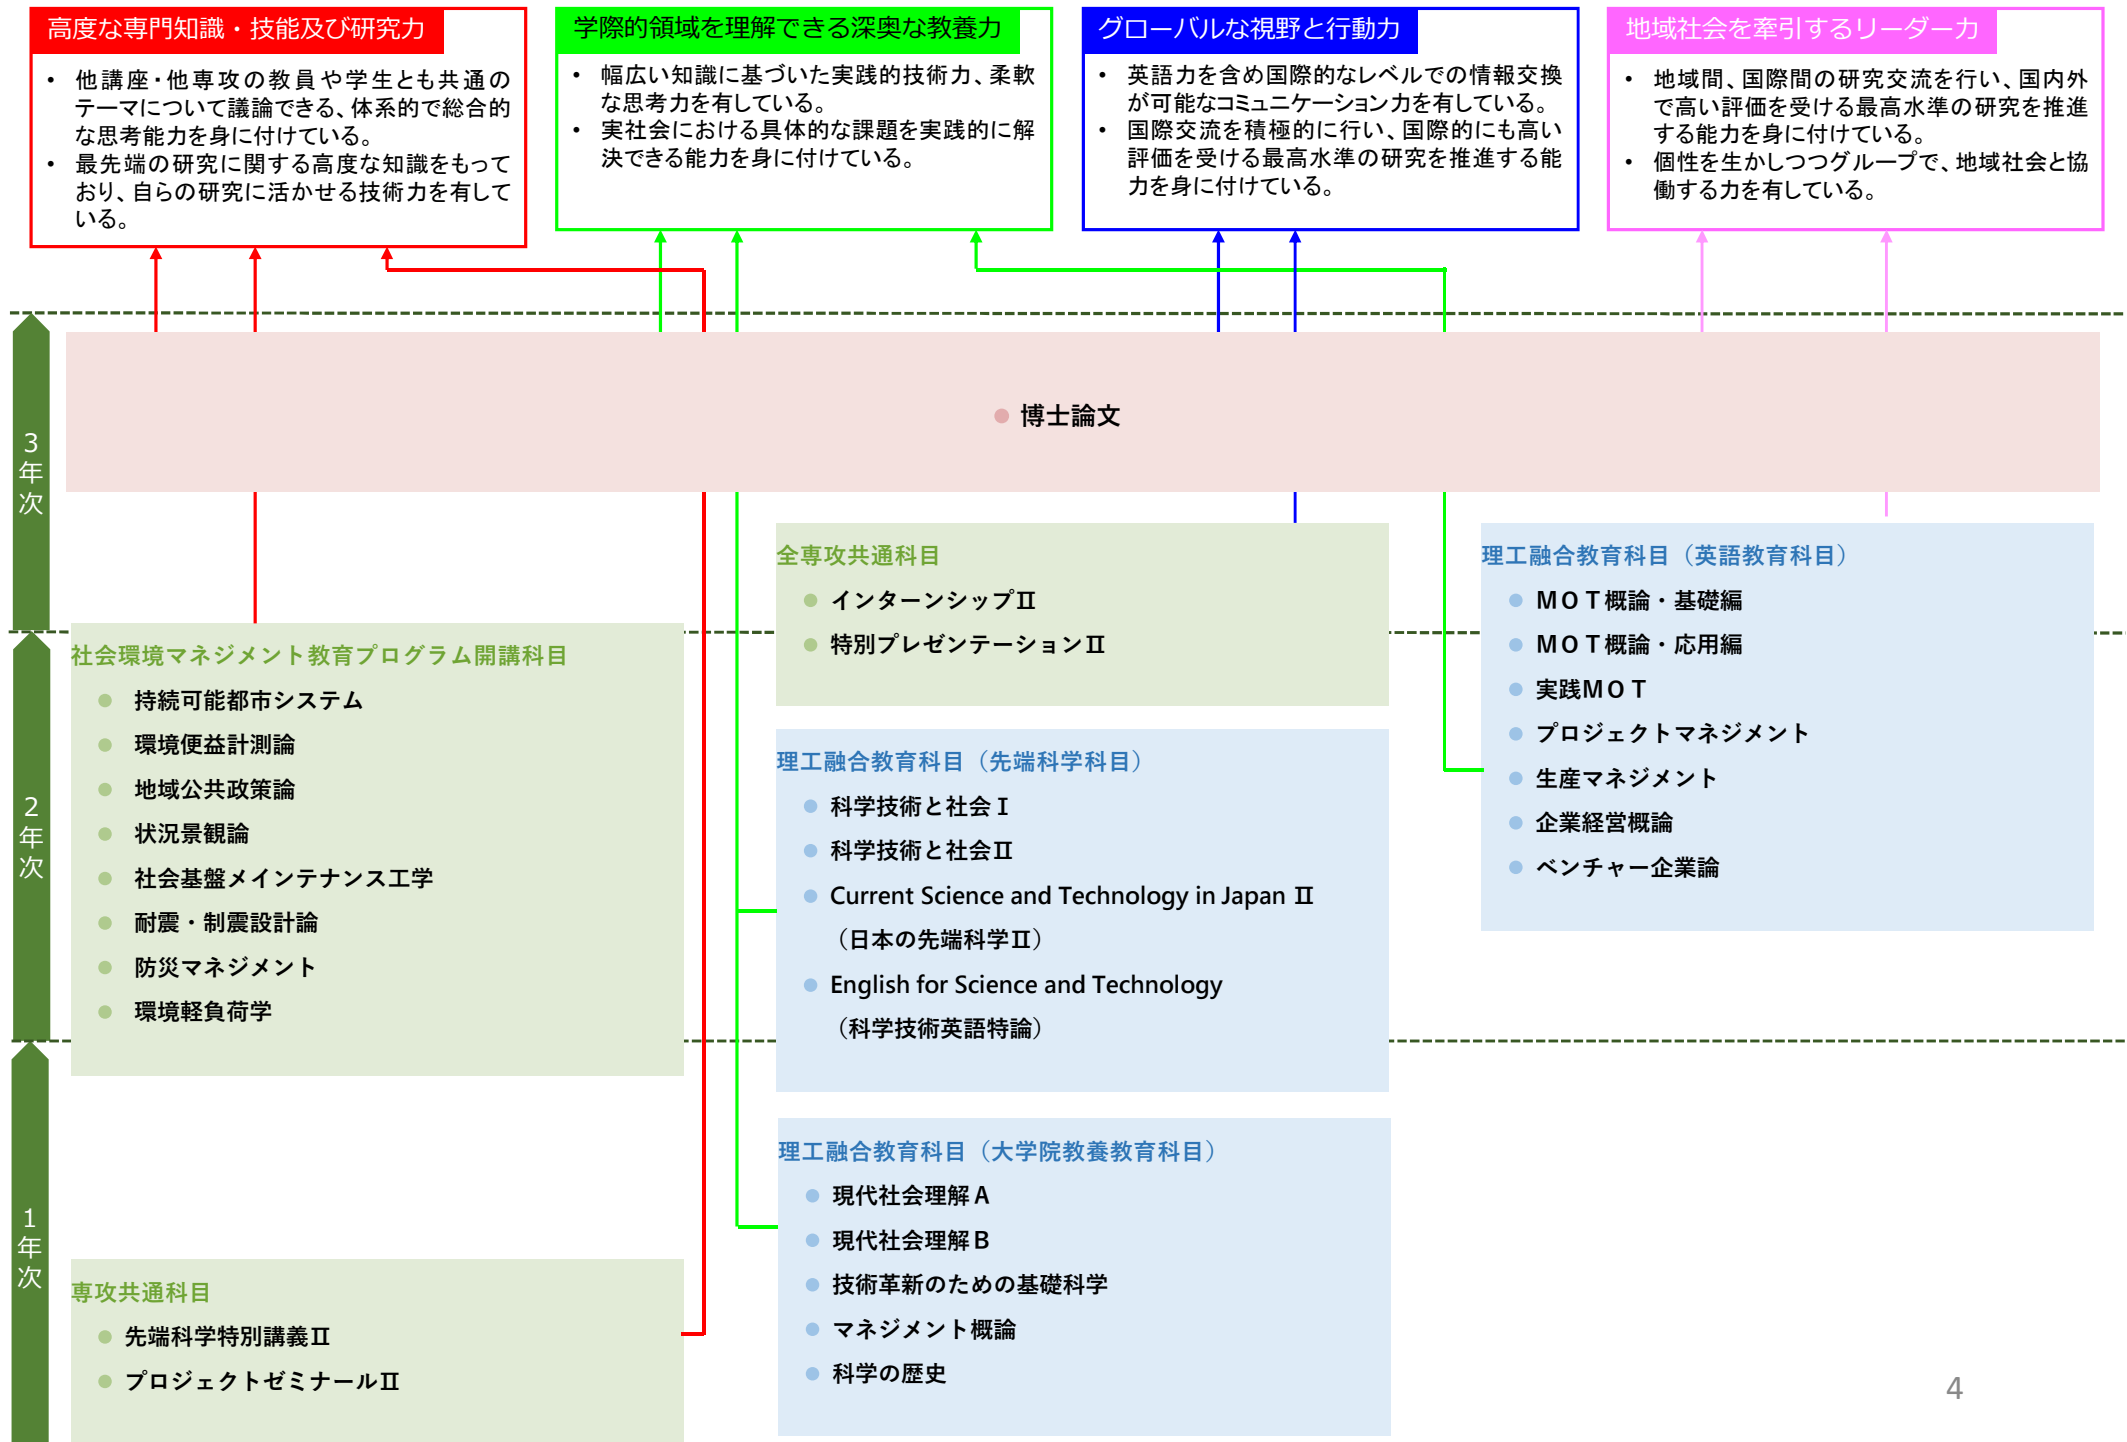 高度な専門知識・技能及び研究力
• 他講座・他専攻の教員や学生とも共通の
テーマについて議論できる、体系的で総合的
な思考能力を身に付けている。
• 最先端の研究に関する高度な知識をもって
おり、自らの研究に活かせる技術力を有して
いる。
学際的領域を理解できる深奥な教養力
• 幅広い知識に基づいた実践的技術力、柔軟
な思考力を有している。
• 実社会における具体的な課題を実践的に解
決できる能力を身に付けている。
グローバルな視野と行動力
• 英語力を含め国際的なレベルでの情報交換
が可能なコミュニケーション力を有している。
• 国際交流を積極的に行い、国際的にも高い
評価を受ける最高水準の研究を推進する能
力を身に付けている。
地域社会を牽引するリーダー力
• 地域間、国際間の研究交流を行い、国内外
で高い評価を受ける最高水準の研究を推進
する能力を身に付けている。
• 個性を生かしつつグループで、地域社会と協
働する力を有している。
3年次
● 博士論文
2年次
社会環境マネジメント教育プログラム開講科目
● 持続可能都市システム
● 環境便益計測論
● 地域公共政策論
● 状況景観論
● 社会基盤メインテナンス工学
● 耐震・制震設計論
● 防災マネジメント
● 環境軽負荷学
全専攻共通科目
● インターンシップⅡ
● 特別プレゼンテーションⅡ
理工融合教育科目（先端科学科目）
● 科学技術と社会Ⅰ
● 科学技術と社会Ⅱ
● Current Science and Technology in Japan Ⅱ
（日本の先端科学Ⅱ）
● English for Science and Technology
（科学技術英語特論）
理工融合教育科目（英語教育科目）
● ＭＯＴ概論・基礎編
● ＭＯＴ概論・応用編
● 実践ＭＯＴ
● プロジェクトマネジメント
● 生産マネジメント
● 企業経営概論
● ベンチャー企業論
1年次
専攻共通科目
● 先端科学特別講義Ⅱ
● プロジェクトゼミナールⅡ
理工融合教育科目（大学院教養教育科目）
● 現代社会理解Ａ
● 現代社会理解Ｂ
● 技術革新のための基礎科学
● マネジメント概論
● 科学の歴史
4